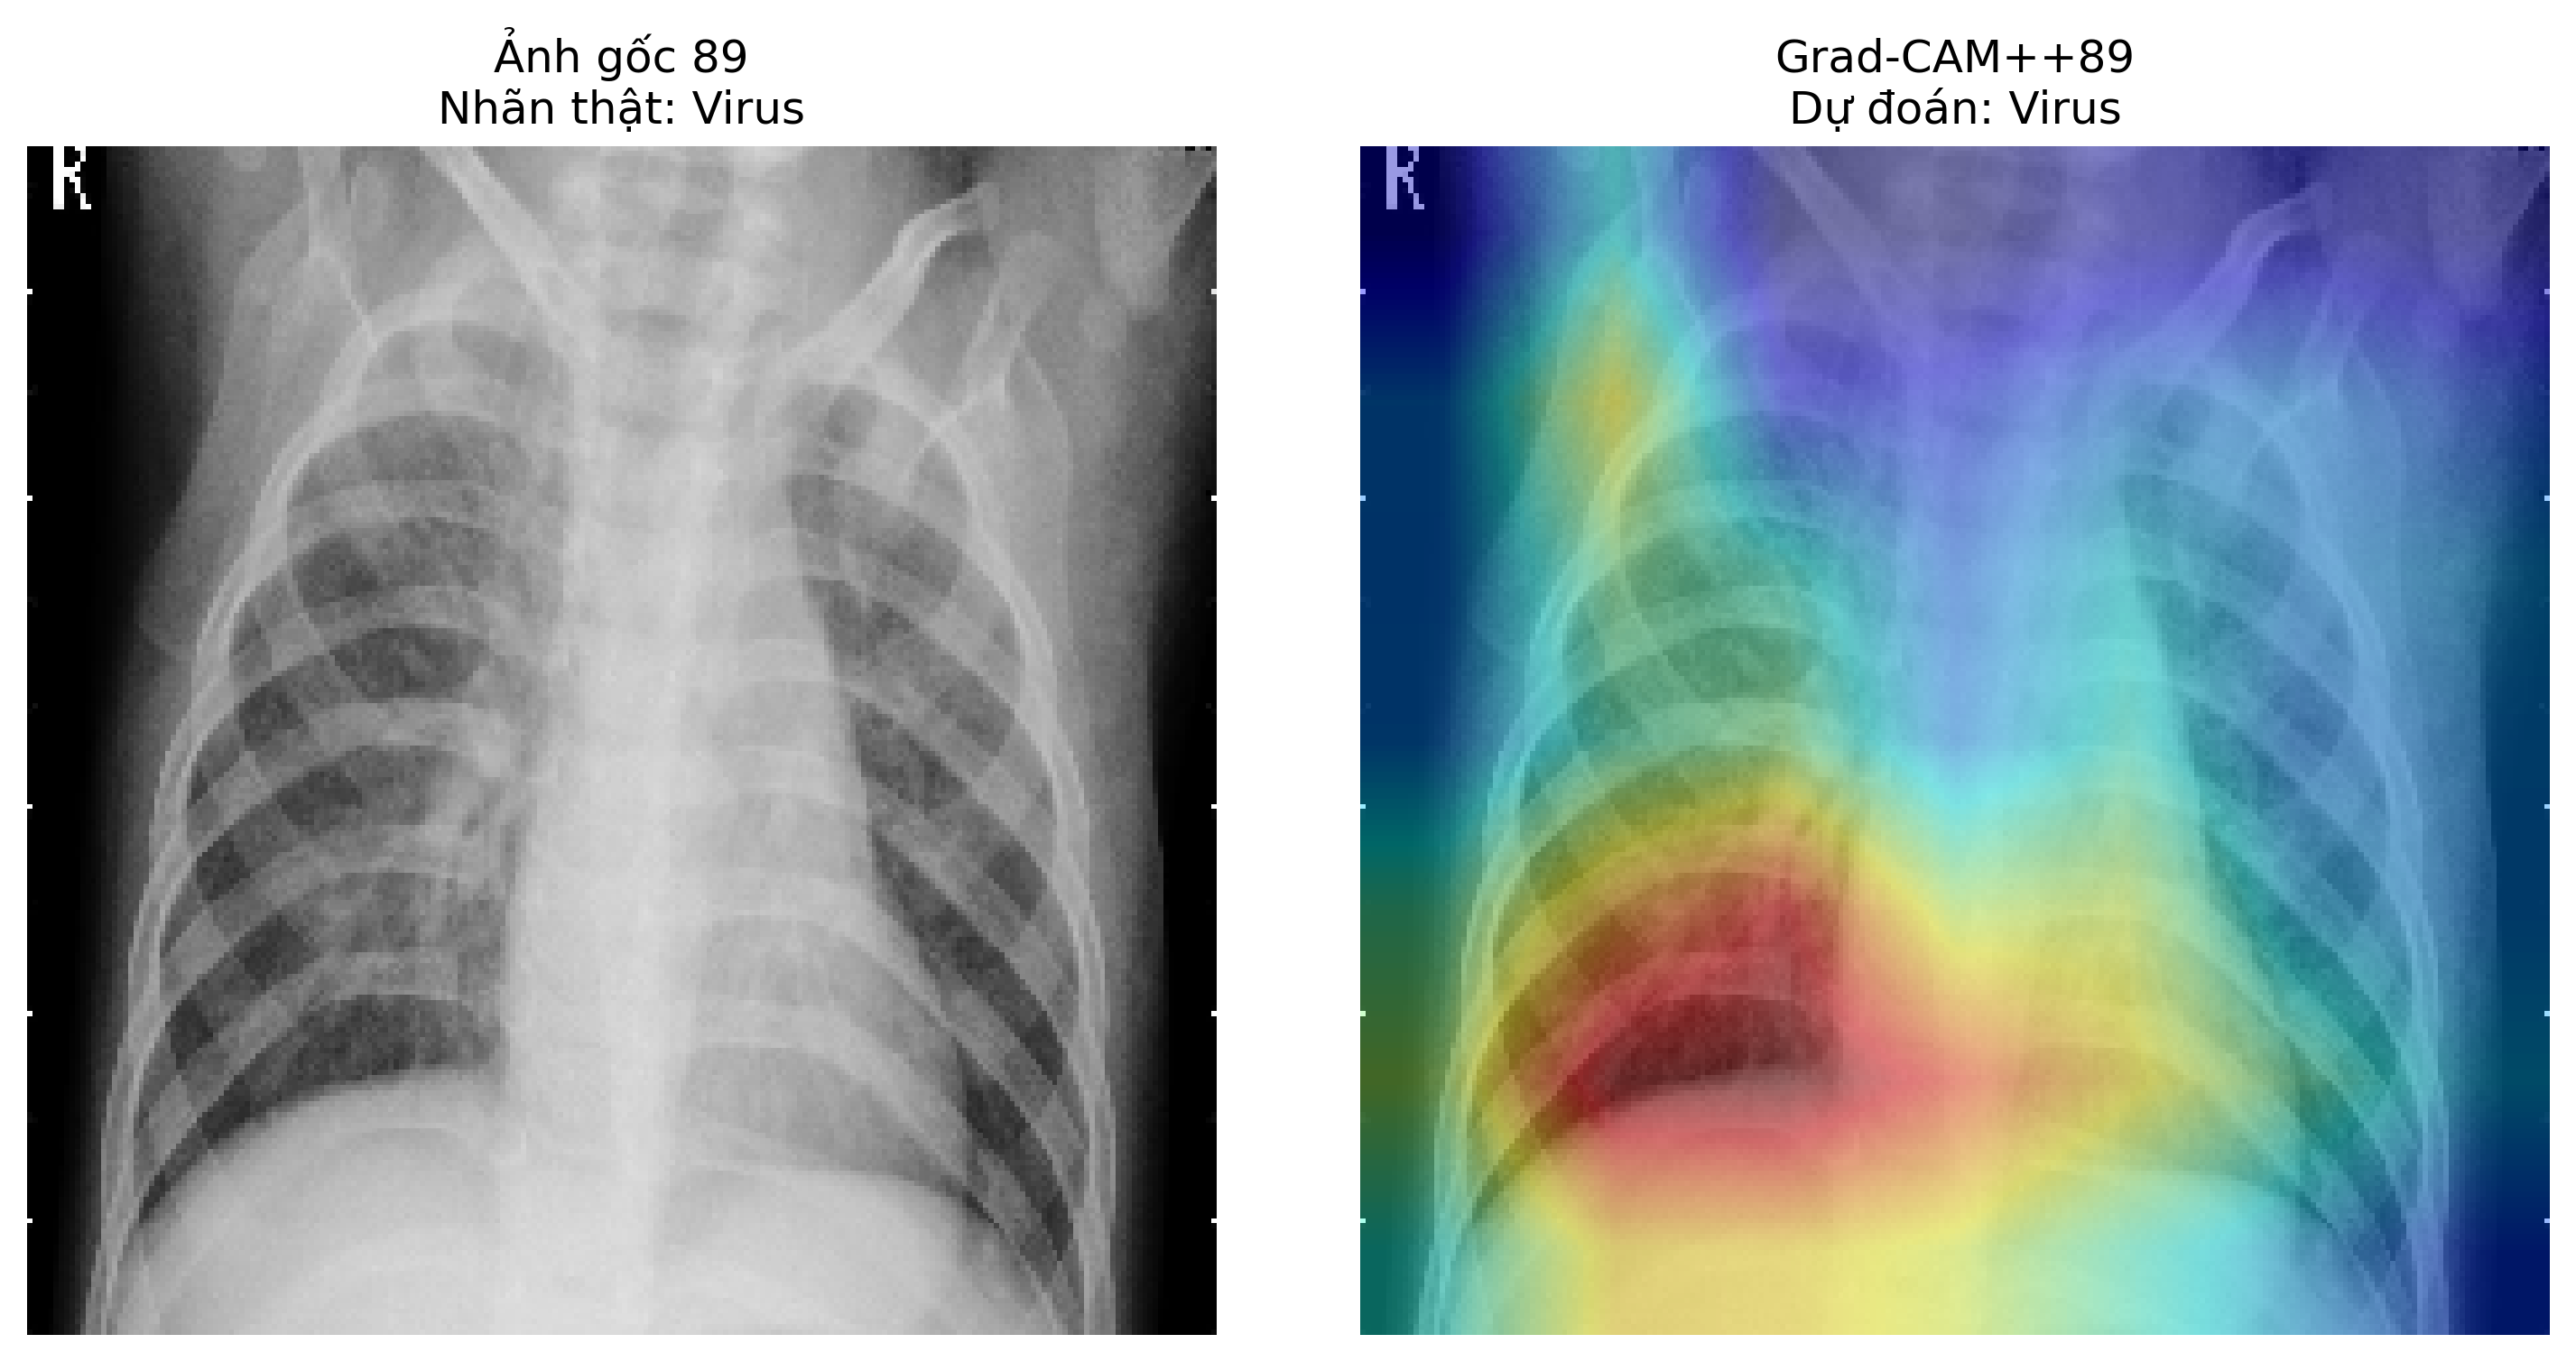 Ảnh gốc 89
Nhãn thật: Virus
R
Grad-CAM++89
Dự đoán: Virus
R